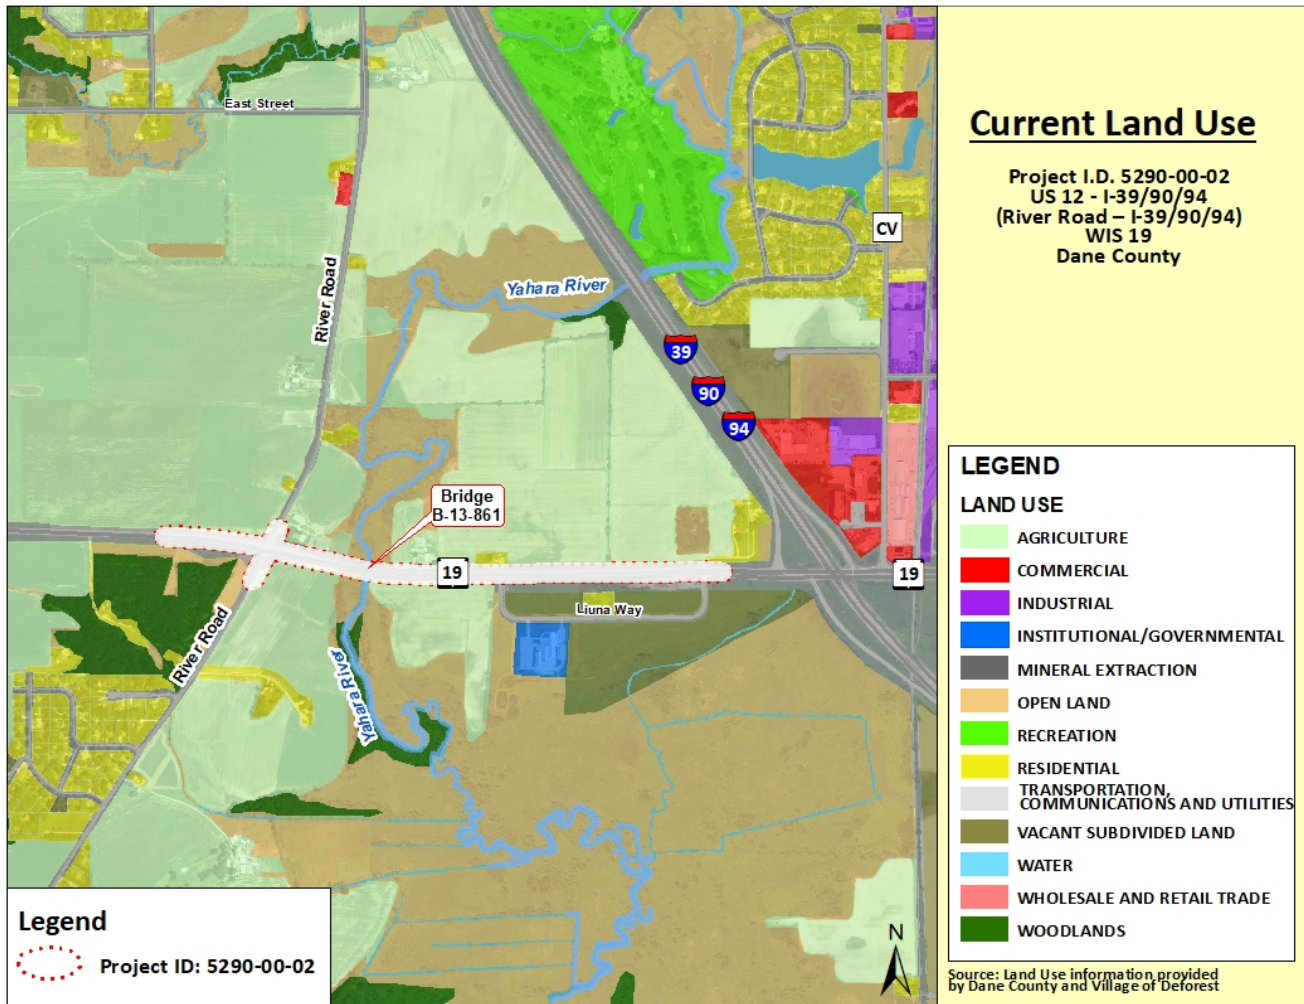 Current Land Use
Project I.D. 5290-00-02
US 12 - I-39/90/94
(River Road – I-39/90/94)
WIS 19
Dane County
East Street
River Road
Yahara River
CV
39
90
94
Bridge
B-13-861
19
19
Liuna Way
River Road
Yahara River
N
LEGEND
LAND USE
AGRICULTURE
COMMERCIAL
INDUSTRIAL
INSTITUTIONAL/GOVERNMENTAL
MINERAL EXTRACTION
OPEN LAND
RECREATION
RESIDENTIAL
TRANSPORTATION,
COMMUNICATIONS AND UTILITIES
VACANT SUBDIVIDED LAND
WATER
WHOLESALE AND RETAIL TRADE
WOODLANDS
Source: Land Use information provided
by Dane County and Village of Deforest
Legend
Project ID: 5290-00-02